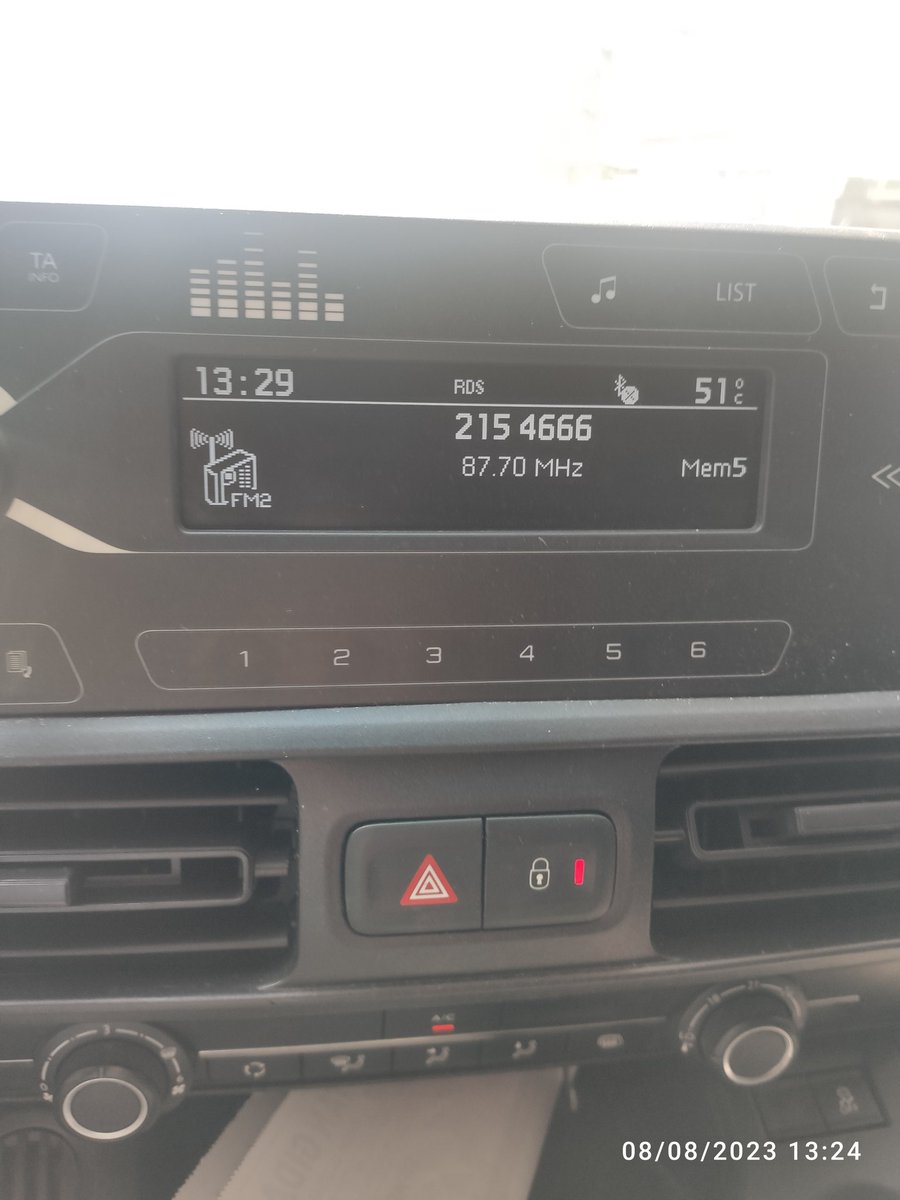 TA
INFO
LIST
13:29 RDS 51°C
215 4666
87.70 MHz Mem5
FM2
1 2 3 4 5 6
A/C
21
08/08/2023 13:24